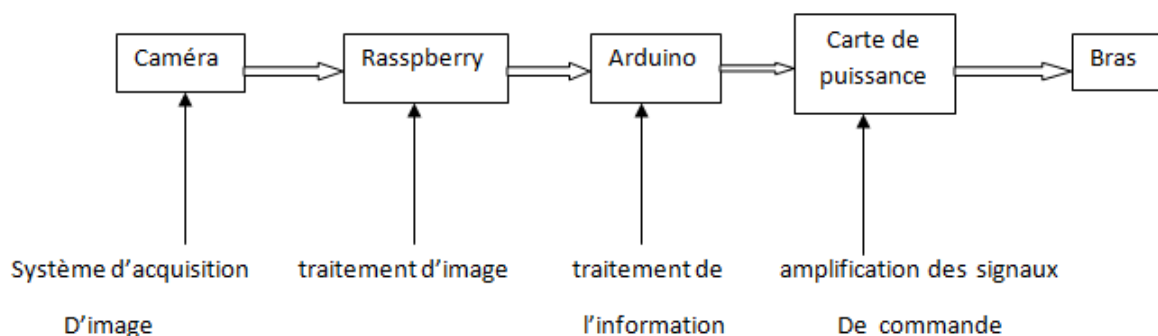 Caméra
Rasspberry
Arduino
Carte de
puissance
Bras
Système d'acquisition
D'image
traitement d'image
traitement de
l'information
amplification des signaux
De commande